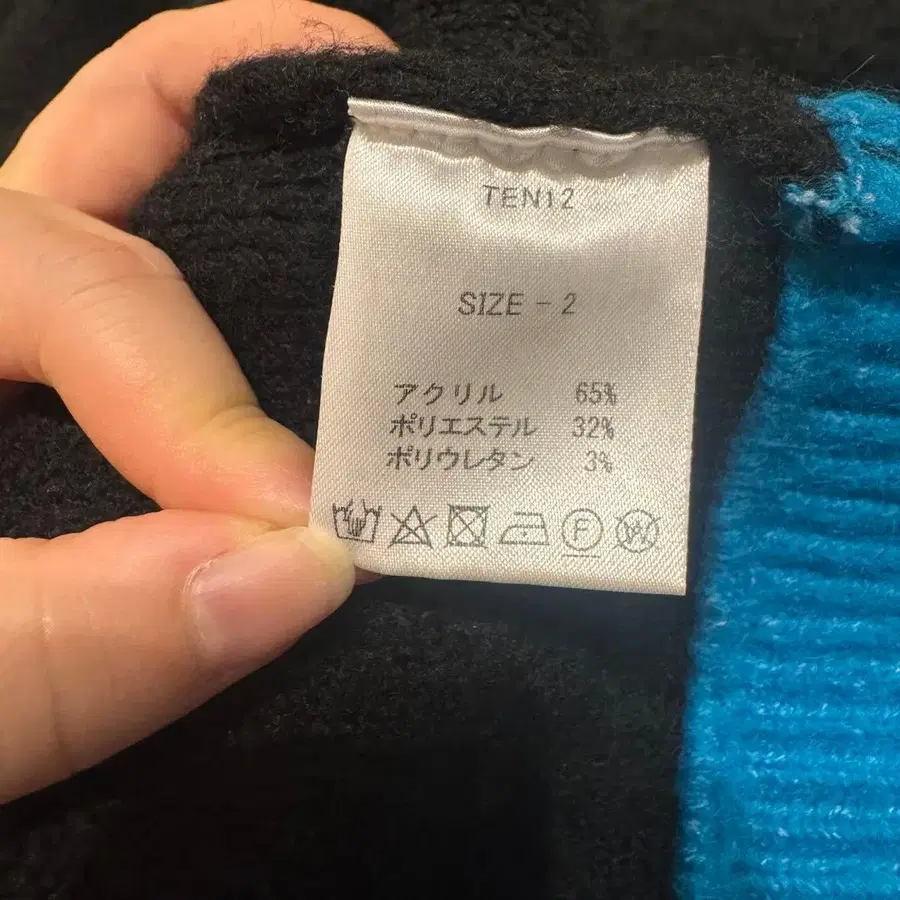 TEN12
SIZE - 2
アクリル 65%
ポリエステル 32%
ポリウレタン 3%
F W